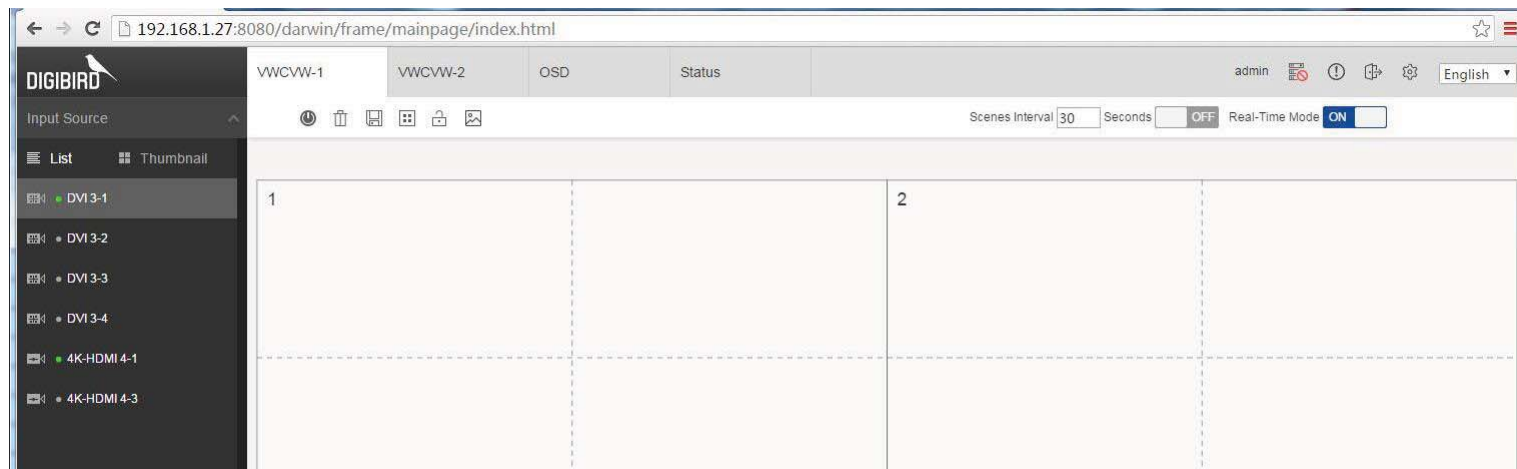 192.168.1.27:8080/darwin/frame/mainpage/index.html
DIGIBIRD
VWCVW-1 VWCVW-2 OSD Status admin English
Input Source
Scenes Interval 30 Seconds OFF Real-Time Mode ON
List Thumbnail
DVI 3-1
1 2
DVI 3-2
DVI 3-3
DVI 3-4
4K-HDMI 4-1
4K-HDMI 4-3